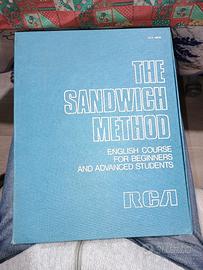 THE
SANDWICH
METHOD
ENGLISH COURSE
FOR BEGINNERS
AND ADVANCED STUDENTS
RCA